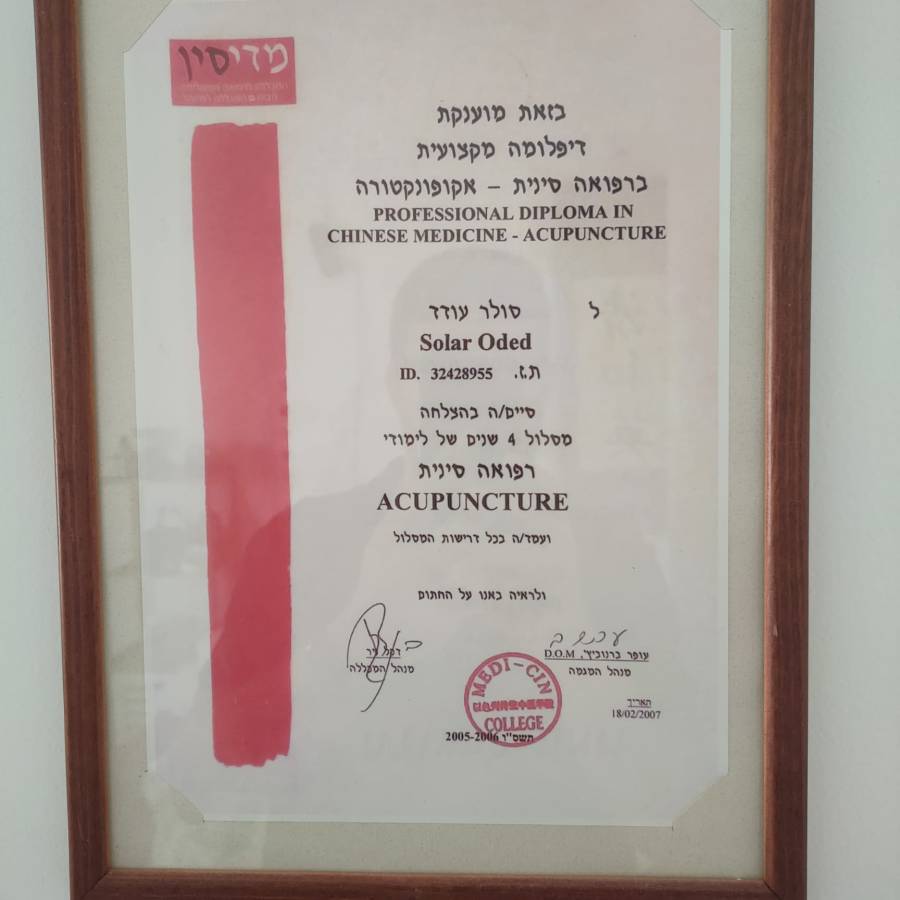 מדיסין
בזאת מוענקת
דיפלומה מקצועית
ברפואה סינית – אקופונקטורה
PROFESSIONAL DIPLOMA IN
CHINESE MEDICINE - ACUPUNCTURE
ל סולר עודד
Solar Oded
ID. 32428955 ת.ז.
סיים/ה בהצלחה
מסלול 4 שנים של לימודי
רפואה סינית
ACUPUNCTURE
ועמד/ה בכל דרישות המסלול
ולראיה באנו על החתום
עופר ברנוביץ', D.O.M
מנהל המגמה
מנהל המכללה
MEDI-CIN
COLLEGE
תאריך
18/02/2007
2005-2006 תשס"ו